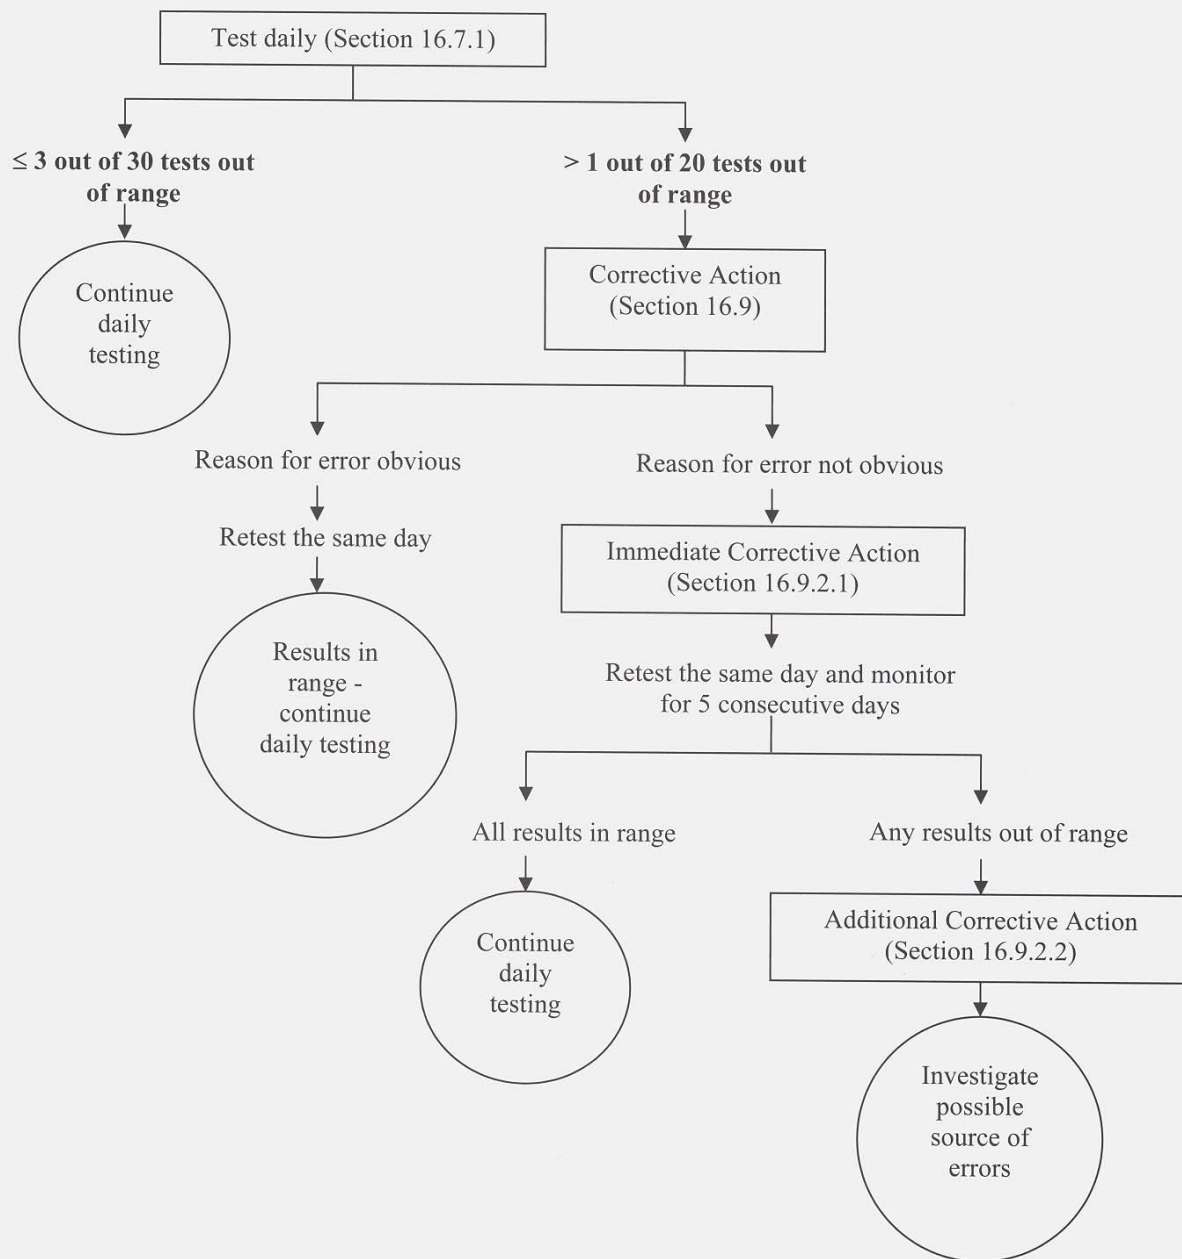 Test daily (Section 16.7.1)
≤ 3 out of 30 tests out
of range
> 1 out of 20 tests out
of range
Continue
daily
testing
Corrective Action
(Section 16.9)
Reason for error obvious
Reason for error not obvious
Retest the same day
Immediate Corrective Action
(Section 16.9.2.1)
Results in
range -
continue
daily testing
Retest the same day and monitor
for 5 consecutive days
All results in range
Any results out of range
Continue
daily
testing
Additional Corrective Action
(Section 16.9.2.2)
Investigate
possible
source of
errors